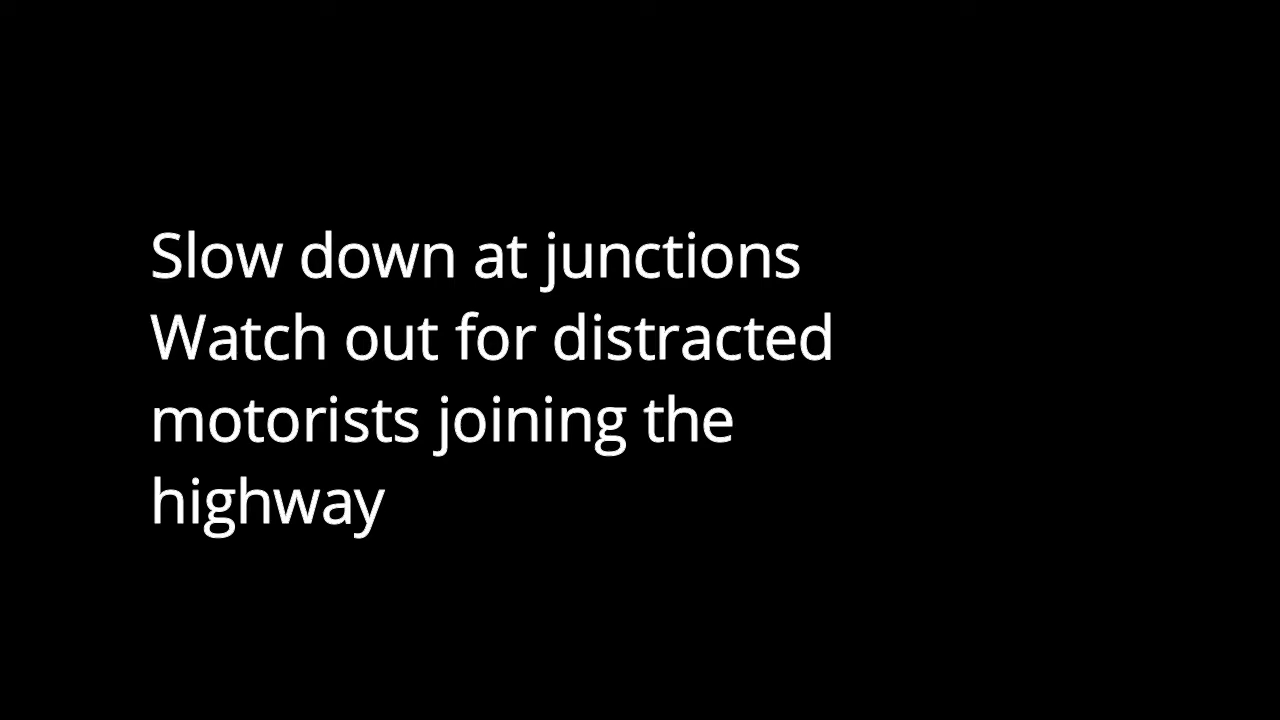 Slow down at junctions
Watch out for distracted
motorists joining the
highway